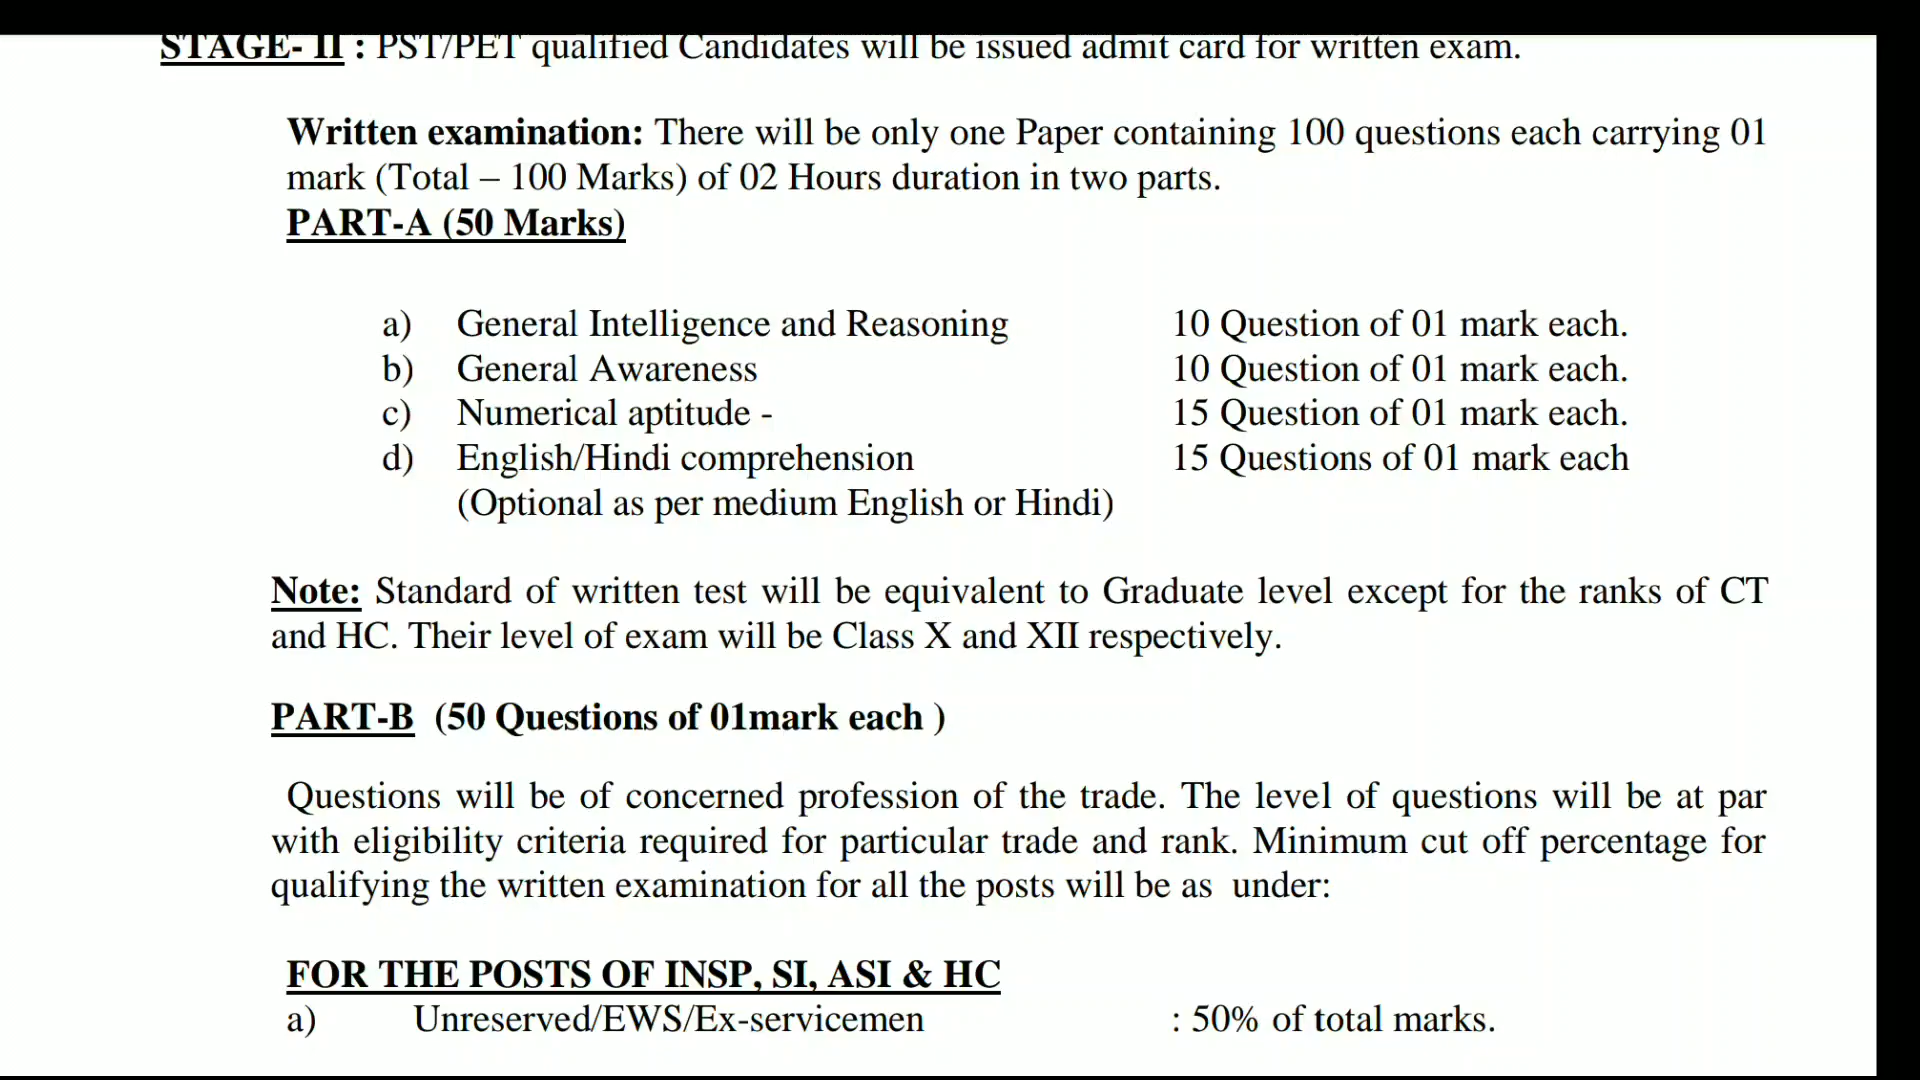 STAGE- II : PST/PET qualified Candidates will be issued admit card for written exam.
Written examination: There will be only one Paper containing 100 questions each carrying 01
mark (Total – 100 Marks) of 02 Hours duration in two parts.
PART-A (50 Marks)
a) General Intelligence and Reasoning 10 Question of 01 mark each.
b) General Awareness 10 Question of 01 mark each.
c) Numerical aptitude - 15 Question of 01 mark each.
d) English/Hindi comprehension 15 Questions of 01 mark each
(Optional as per medium English or Hindi)
Note: Standard of written test will be equivalent to Graduate level except for the ranks of CT
and HC. Their level of exam will be Class X and XII respectively.
PART-B (50 Questions of 01mark each )
Questions will be of concerned profession of the trade. The level of questions will be at par
with eligibility criteria required for particular trade and rank. Minimum cut off percentage for
qualifying the written examination for all the posts will be as under:
FOR THE POSTS OF INSP, SI, ASI & HC
a) Unreserved/EWS/Ex-servicemen : 50% of total marks.